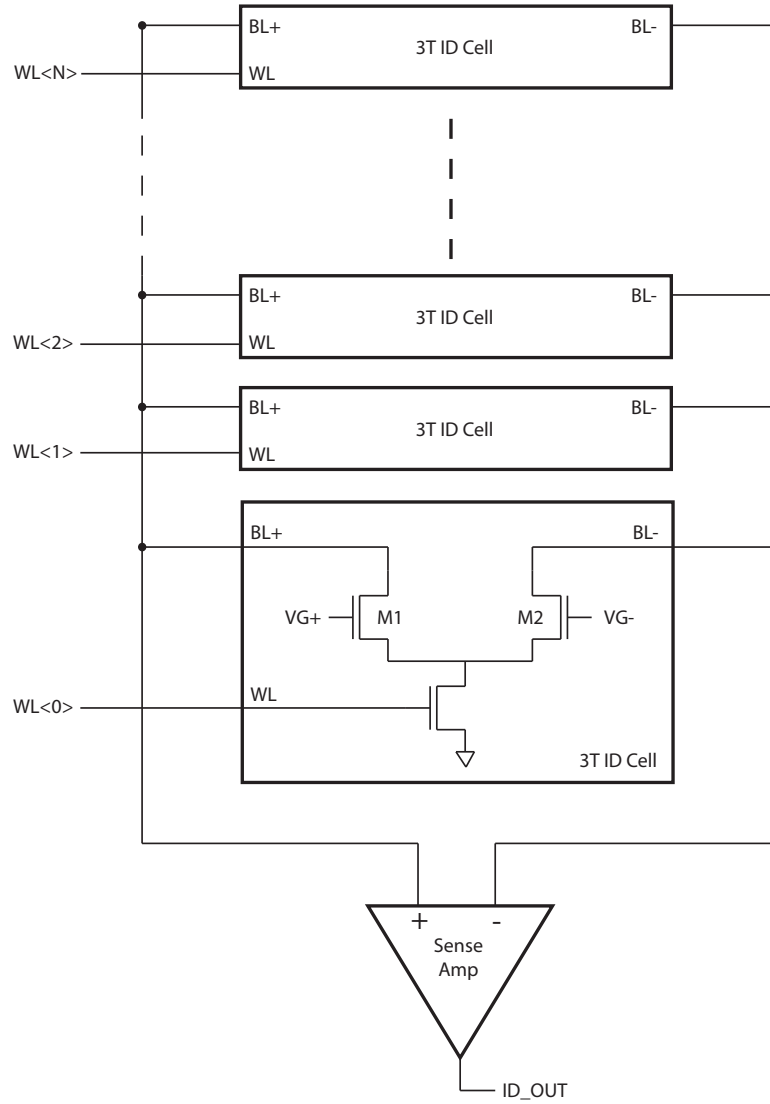 BL+
BL-
3T ID Cell
WL<N>
WL
BL+
BL-
3T ID Cell
WL<2>
WL
BL+
BL-
3T ID Cell
WL<1>
WL
BL+
BL-
VG+
M1
M2
VG-
WL<0>
WL
3T ID Cell
+
-
Sense
Amp
ID_OUT